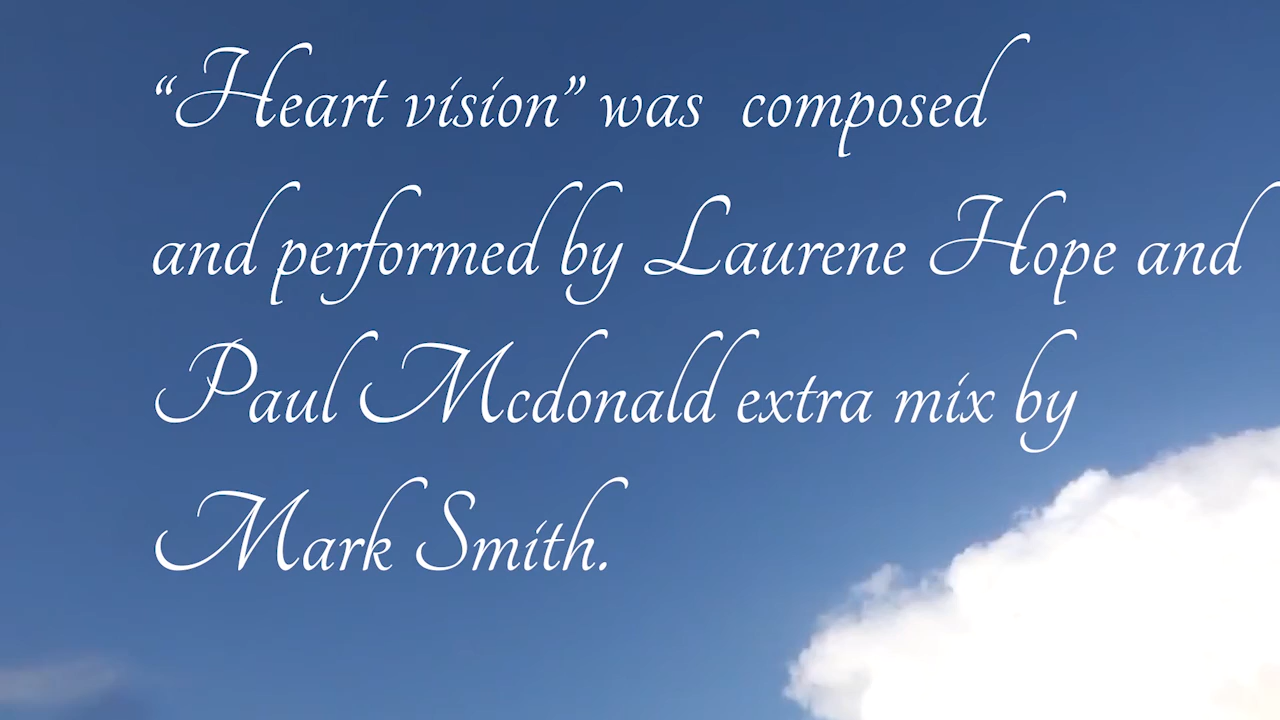 “Heart vision” was  composed
and performed by Laurene Hope and
Paul Mcdonald extra mix by
Mark Smith.